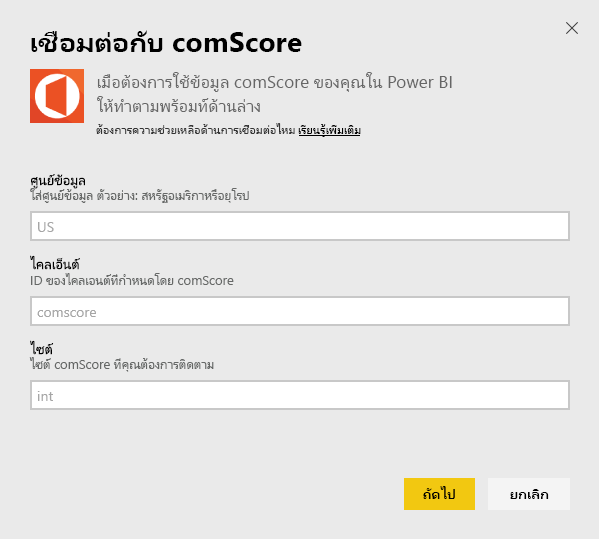 เชื่อมต่อกับ comScore
เมื่อต้องการใช้ข้อมูล comScore ของคุณใน Power BI
ให้ทำตามพร้อมท์ด้านล่าง
ต้องการความช่วยเหลือด้านการเชื่อมต่อไหม เรียนรู้เพิ่มเติม
ศูนย์ข้อมูล
ใส่ศูนย์ข้อมูล ตัวอย่าง: สหรัฐอเมริกาหรือยุโรป
US
ไคลเอ็นต์
ID ของไคลเอนต์ที่กำหนดโดย comScore
comscore
ไซต์
ไซต์ comScore ที่คุณต้องการติดตาม
int
ถัดไป
ยกเลิก